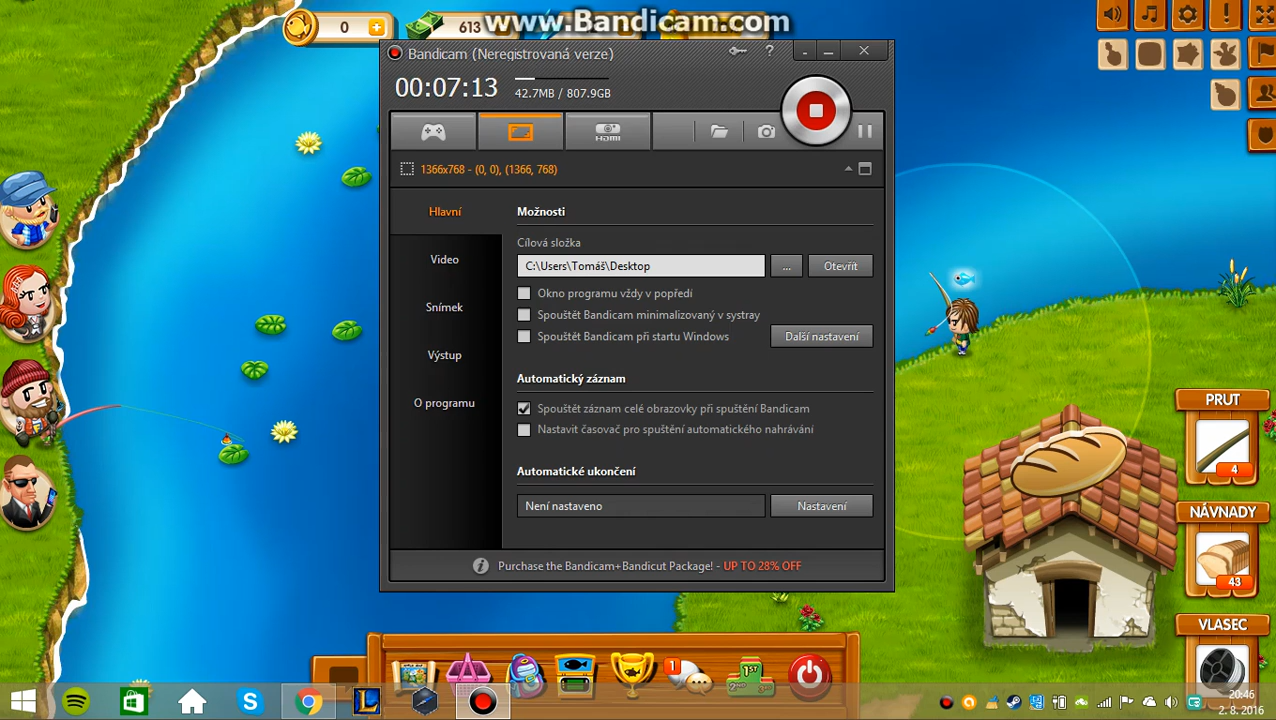 www.Bandicam.com
0
613
Bandicam (Neregistrovaná verze)
?
00:07:13
42.7MB / 807.9GB
HDMI
1366x768 - (0, 0), (1366, 768)
Hlavní
Video
Snímek
Výstup
O programu
Možnosti
Cílová složka
C:\Users\Tomáš\Desktop
...
Otevřít
Okno programu vždy v popředí
Spouštět Bandicam minimalizovaný v systray
Spouštět Bandicam při startu Windows
Další nastavení
Automatický záznam
Spouštět záznam celé obrazovky při spuštění Bandicam
Nastavit časovač pro spuštění automatického nahrávání
Automatické ukončení
Není nastaveno
Nastavení
Purchase the Bandicam+Bandicut Package! - UP TO 28% OFF
PRUT
4
NÁVNADY
43
VLASEC
1
1ST
2ND
20:46
2. 8. 2016